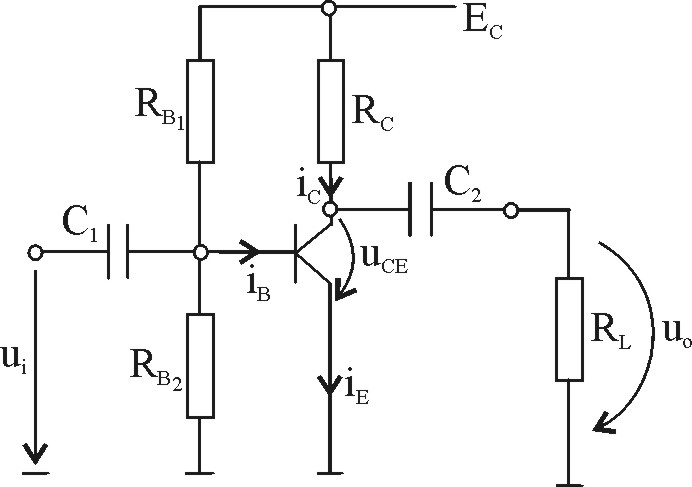 E_C
R_B1
R_C
i_C
C_2
C_1
u_CE
i_B
u_i
R_B2
i_E
R_L
u_o